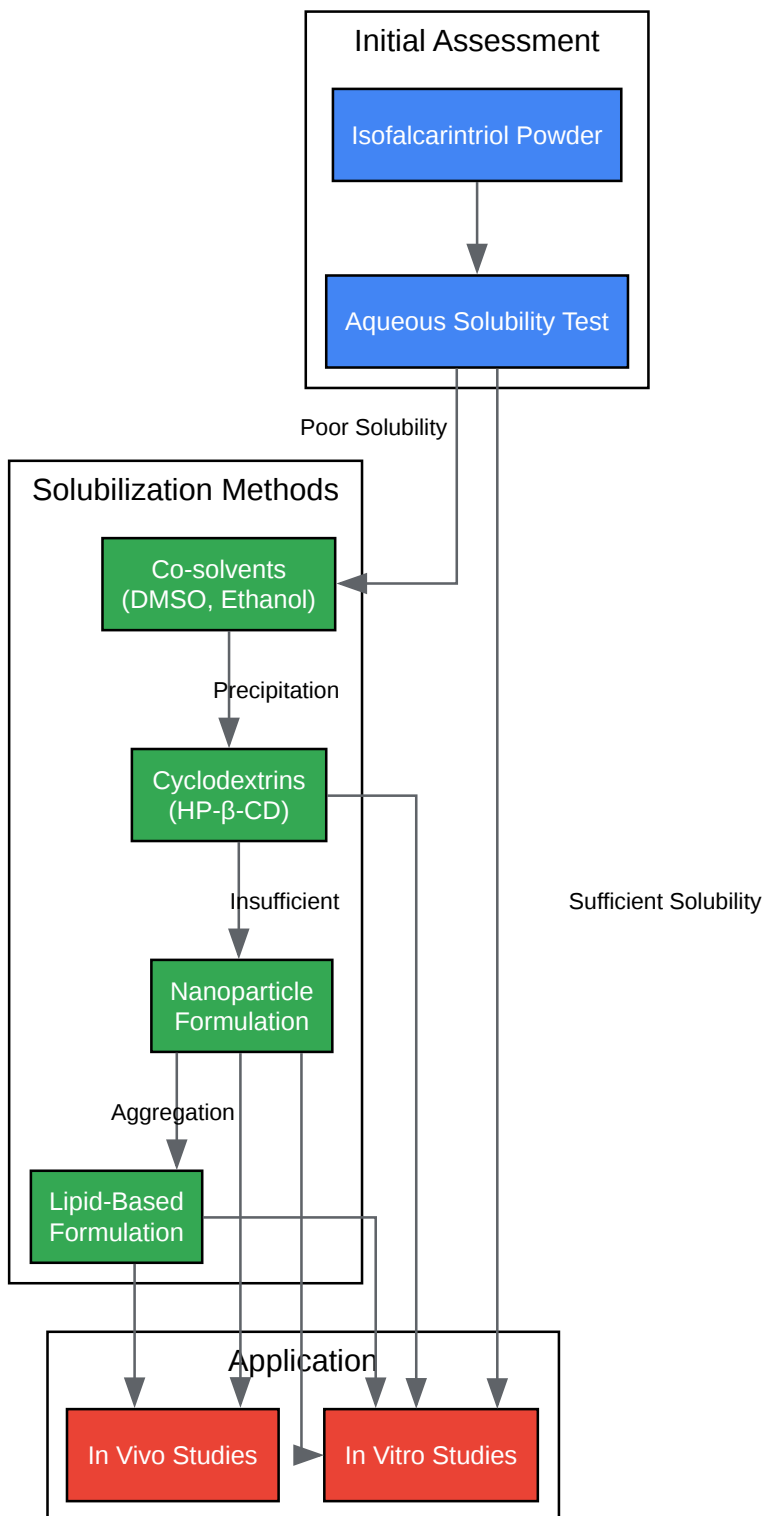 Initial Assessment
Isofalcarintriol Powder
Aqueous Solubility Test
Poor Solubility
Solubilization Methods
Co-solvents
(DMSO, Ethanol)
Precipitation
Cyclodextrins
(HP-β-CD)
Insufficient
Sufficient Solubility
Nanoparticle
Formulation
Aggregation
Lipid-Based
Formulation
Application
In Vivo Studies
In Vitro Studies